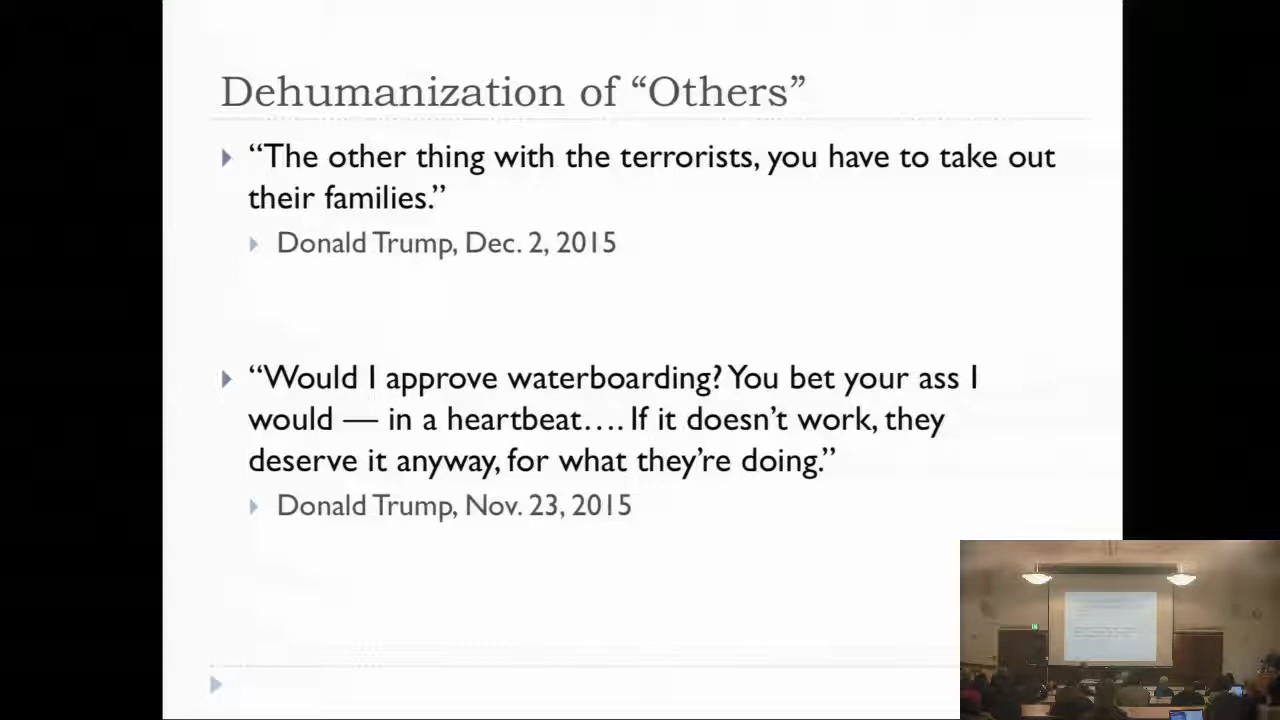 Dehumanization of “Others”
“The other thing with the terrorists, you have to take out
their families.”
Donald Trump, Dec. 2, 2015
“Would I approve waterboarding? You bet your ass I
would — in a heartbeat…. If it doesn’t work, they
deserve it anyway, for what they’re doing.”
Donald Trump, Nov. 23, 2015